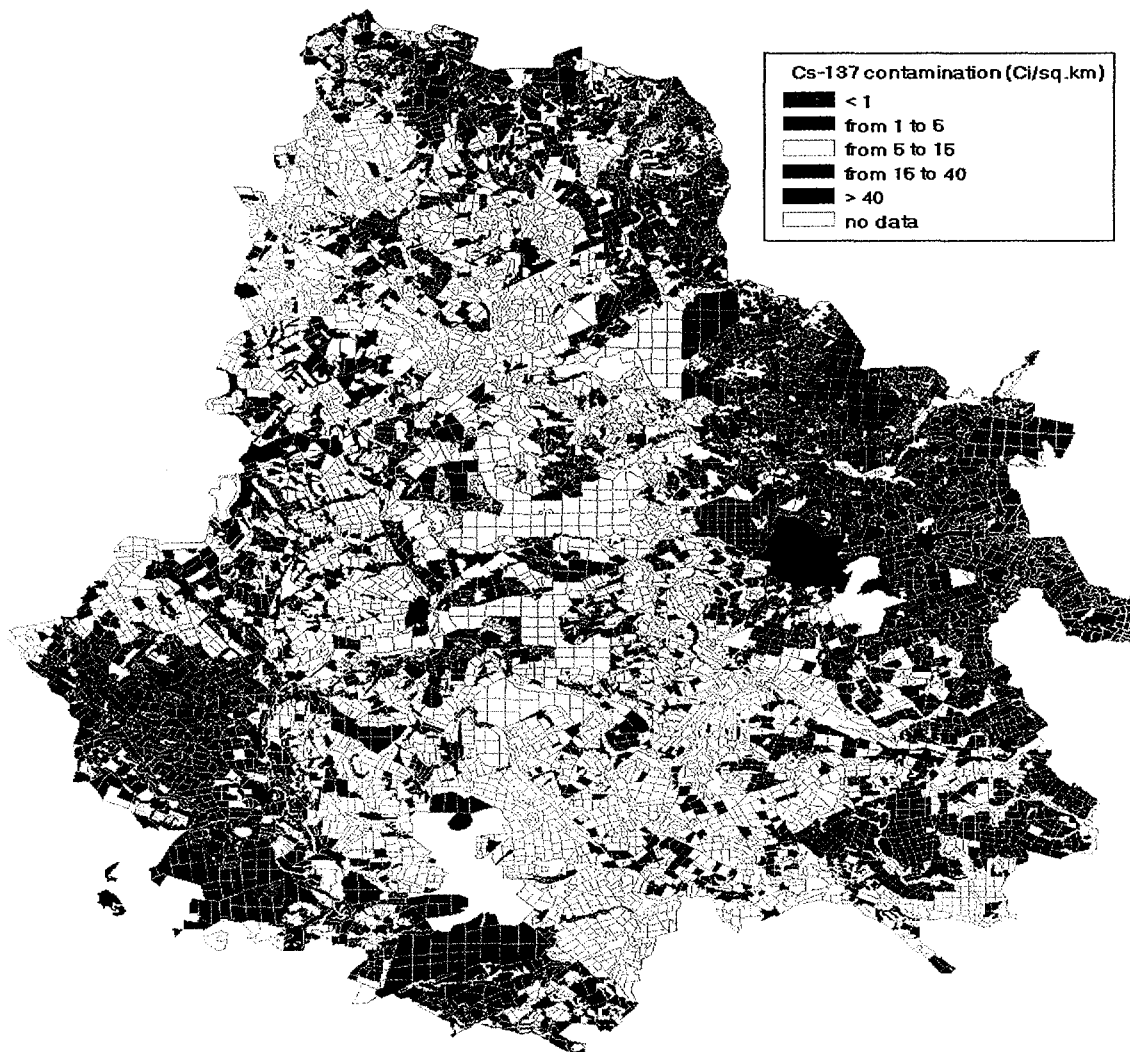 Cs-137 contamination (Ci/sq.km)
< 1
from 1 to 5
from 5 to 15
from 15 to 40
> 40
no data